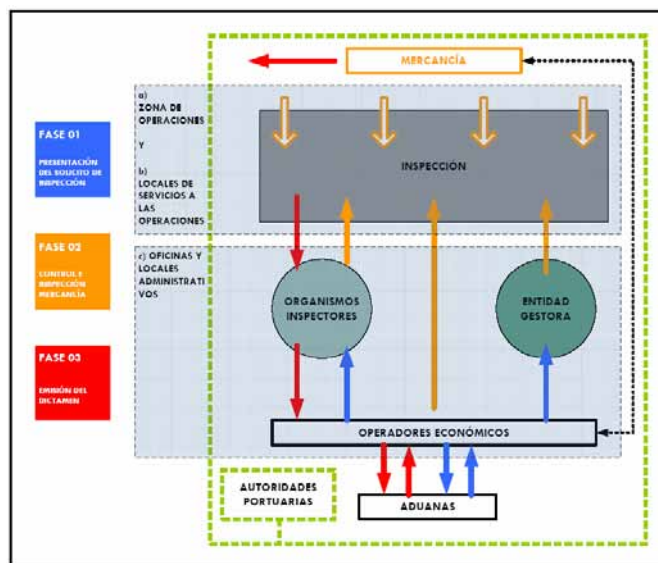 MERCANCÍA
a)
ZONA DE
OPERACIONES
Y
b)
LOCALES DE
SERVICIOS A
LAS
OPERACIONES
INSPECCIÓN
FASE 01
PRESENTACIÓN
DEL SOLICITO DE
INSPECCIÓN
FASE 02
CONTROL E
INSPECCIÓN
MERCANCÍA
c) OFICINAS Y
LOCALES
ADMINISTRATI
VOS
ORGANISMOS
INSPECTORES
ENTIDAD
GESTORA
FASE 03
EMISIÓN DEL
DICTAMEN
OPERADORES ECONÓMICOS
AUTORIDADES
PORTUARIAS
ADUANAS